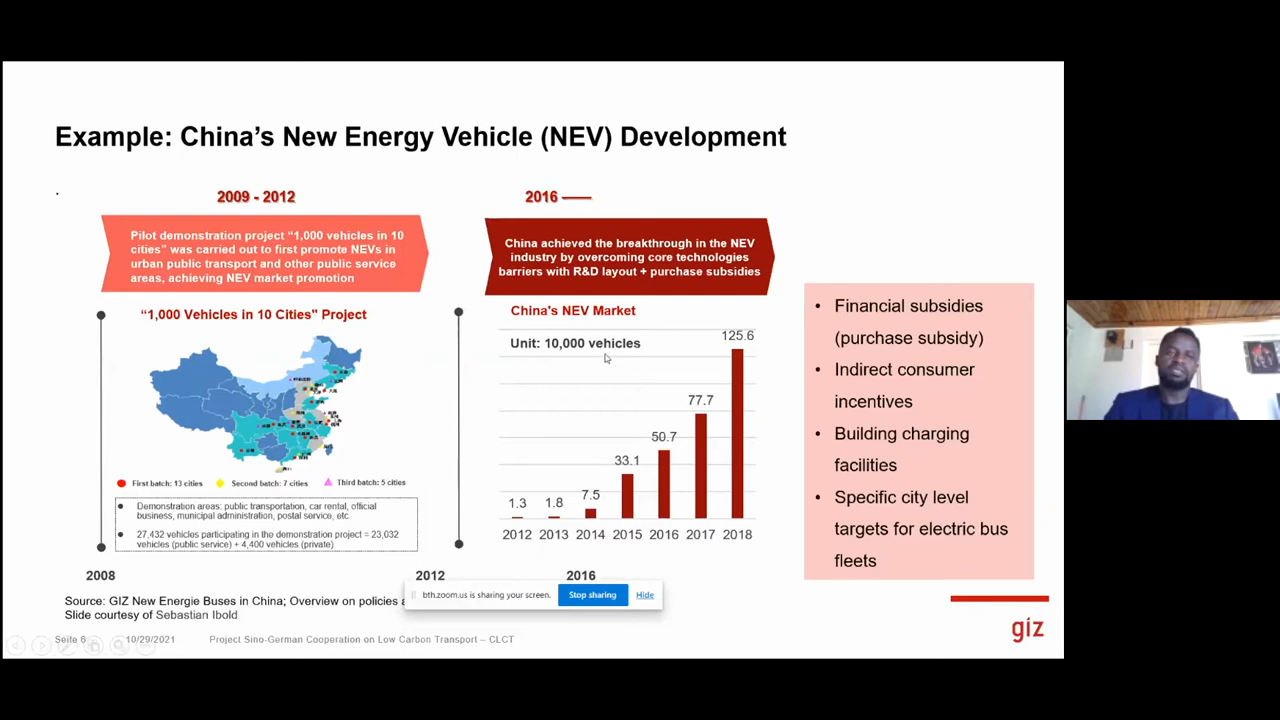 Example: China's New Energy Vehicle (NEV) Development
2009 - 2012
Pilot demonstration project “1,000 vehicles in 10
cities” was carried out to first promote NEVs in
urban public transport and other public service
areas, achieving NEV market promotion
“1,000 Vehicles in 10 Cities" Project
First batch: 13 cities
Second batch: 7 cities
Third batch: 5 cities
Demonstration areas: public transportation, car rental, official
business, municipal administration, postal service, etc
27,432 vehicles participating in the demonstration project = 23,032
vehicles (public service) + 4,400 vehicles (private)
2008
2012
2016
2016 ——
China achieved the breakthrough in the NEV
industry by overcoming core technologies
barriers with R&D layout + purchase subsidies
China's NEV Market
Unit: 10,000 vehicles
1.3
1.8
7.5
33.1
50.7
77.7
125.6
2012 2013 2014 2015 2016 2017 2018
• Financial subsidies
(purchase subsidy)
• Indirect consumer
incentives
• Building charging
facilities
• Specific city level
targets for electric bus
fleets
Source: GIZ New Energie Buses in China; Overview on policies
Slide courtesy of Sebastian Ibold
bth.zoom.us is sharing your screen.
Stop sharing
Hide
Seite 6
10/29/2021
Project Sino-German Cooperation on Low Carbon Transport – CLCT
giz